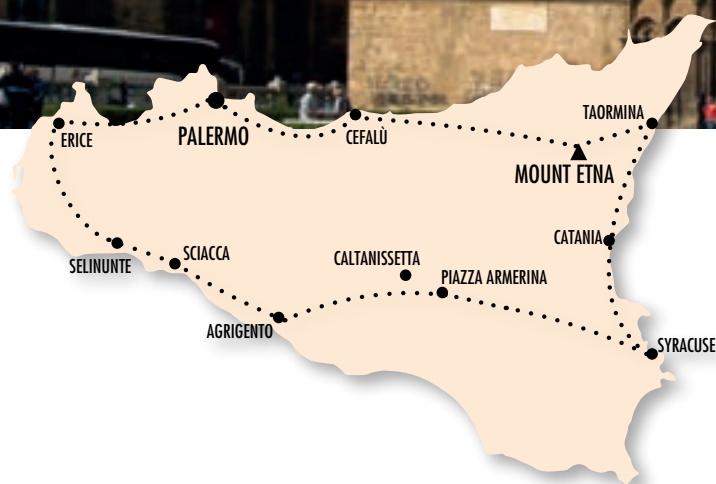 TAORMINA
ERICE
PALERMO
CEFALÙ
MOUNT ETNA
CATANIA
SCIACCA
SELINUNTE
CALTANISSETTA
PIAZZA ARMERINA
AGRIGENTO
SYRACUSE